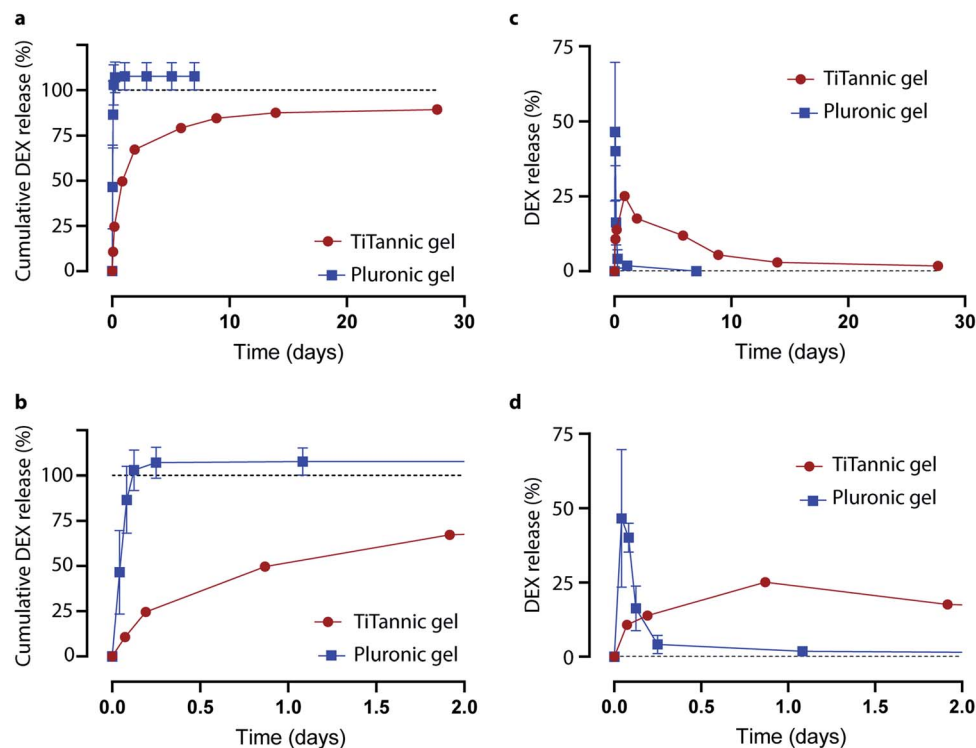 a
Cumulative DEX release (%)
100
75
50
25
0
TiTannic gel
Pluronic gel
0 10 20 30
Time (days)
c
DEX release (%)
75
50
25
0
TiTannic gel
Pluronic gel
0 10 20 30
Time (days)
b
Cumulative DEX release (%)
100
75
50
25
0
TiTannic gel
Pluronic gel
0.0 0.5 1.0 1.5 2.0
Time (days)
d
DEX release (%)
75
50
25
0
TiTannic gel
Pluronic gel
0.0 0.5 1.0 1.5 2.0
Time (days)